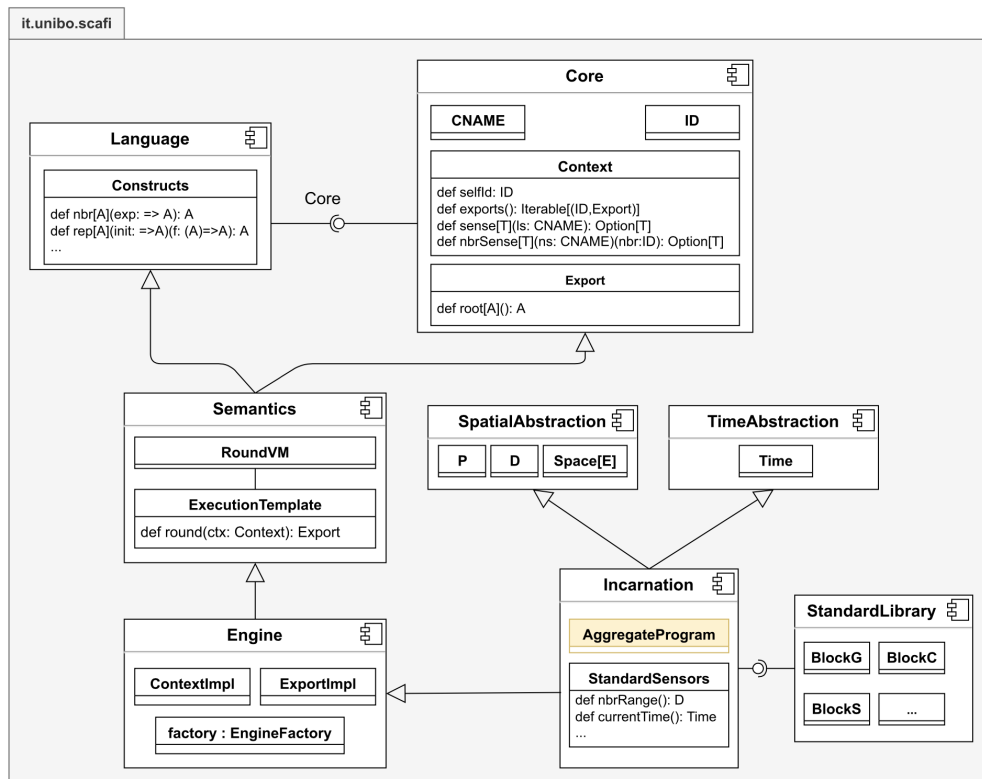 it.unibo.scafi
Core
CNAME
ID
Context
def selfId: ID
def exports(): Iterable[(ID,Export)]
def sense[T](ls: CNAME): Option[T]
def nbrSense[T](ns: CNAME)(nbr:ID): Option[T]
Export
def root[A](): A
Language
Constructs
def nbr[A](exp: => A): A
def rep[A](init: =>A)(f: (A)=>A): A
...
Core
Semantics
RoundVM
ExecutionTemplate
def round(ctx: Context): Export
SpatialAbstraction
P
D
Space[E]
TimeAbstraction
Time
Engine
ContextImpl
ExportImpl
factory : EngineFactory
Incarnation
AggregateProgram
StandardSensors
def nbrRange(): D
def currentTime(): Time
...
StandardLibrary
BlockG
BlockC
BlockS
...